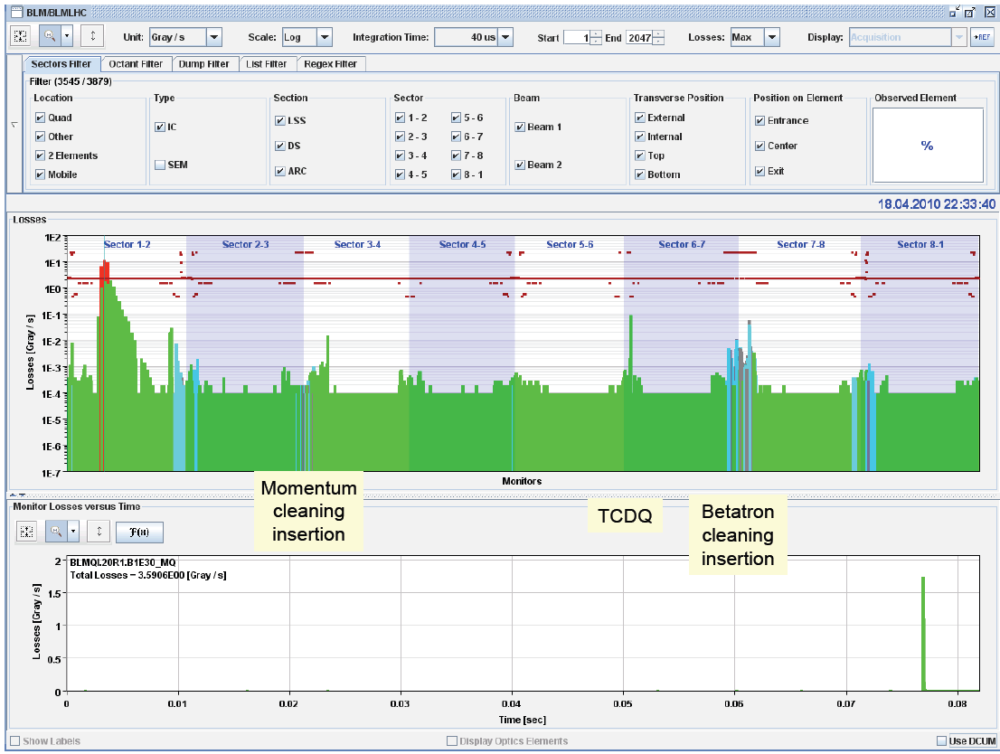 BLM/BLMLHC
Unit: Gray / s Scale: Log Integration Time: 40 us Start 1 End 2047 Losses: Max Display: Acquisition +REF
Sectors Filter Octant Filter Dump Filter List Filter Regex Filter
Filter (3545 / 3879)
Location Type Section Sector Beam Transverse Position Position on Element Observed Element
Quad IC LSS 1 - 2 5 - 6 Beam 1 External Entrance %
Other 2 - 3 6 - 7 Internal
2 Elements SEM DS 3 - 4 7 - 8 Beam 2 Top Center
Mobile ARC 4 - 5 8 - 1 Bottom Exit
18.04.2010 22:33:40
Losses
1E2
1E1
1E0
1E-1
1E-2
1E-3
1E-4
1E-5
1E-6
1E-7
Losses [Gray / s]
Sector 1-2 Sector 2-3 Sector 3-4 Sector 4-5 Sector 5-6 Sector 6-7 Sector 7-8 Sector 8-1
Monitors
Momentum
cleaning
insertion
TCDQ
Betatron
cleaning
insertion
Monitor Losses versus Time
F(u)
BLMQI.20R1.B1E30_MQ
Total Losses = 3.5906E00 [Gray / s]
2
1.5
1
0.5
0
Losses [Gray / s]
0 0.01 0.02 0.03 0.04 0.05 0.06 0.07 0.08
Time [sec]
Show Labels Display Optics Elements Use DCUM